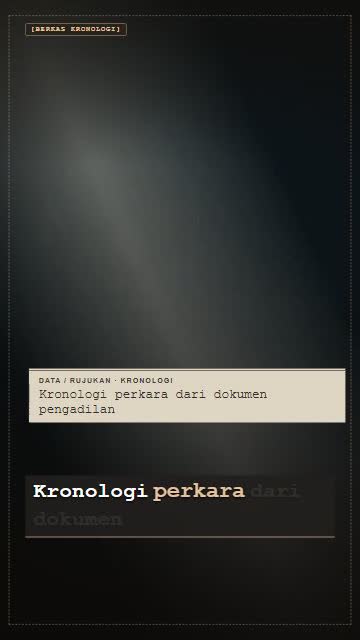 [BERKAS KRONOLOGI]
DATA / RUJUKAN · KRONOLOGI
Kronologi perkara dari dokumen
pengadilan
Kronologi perkara dari
dokumen